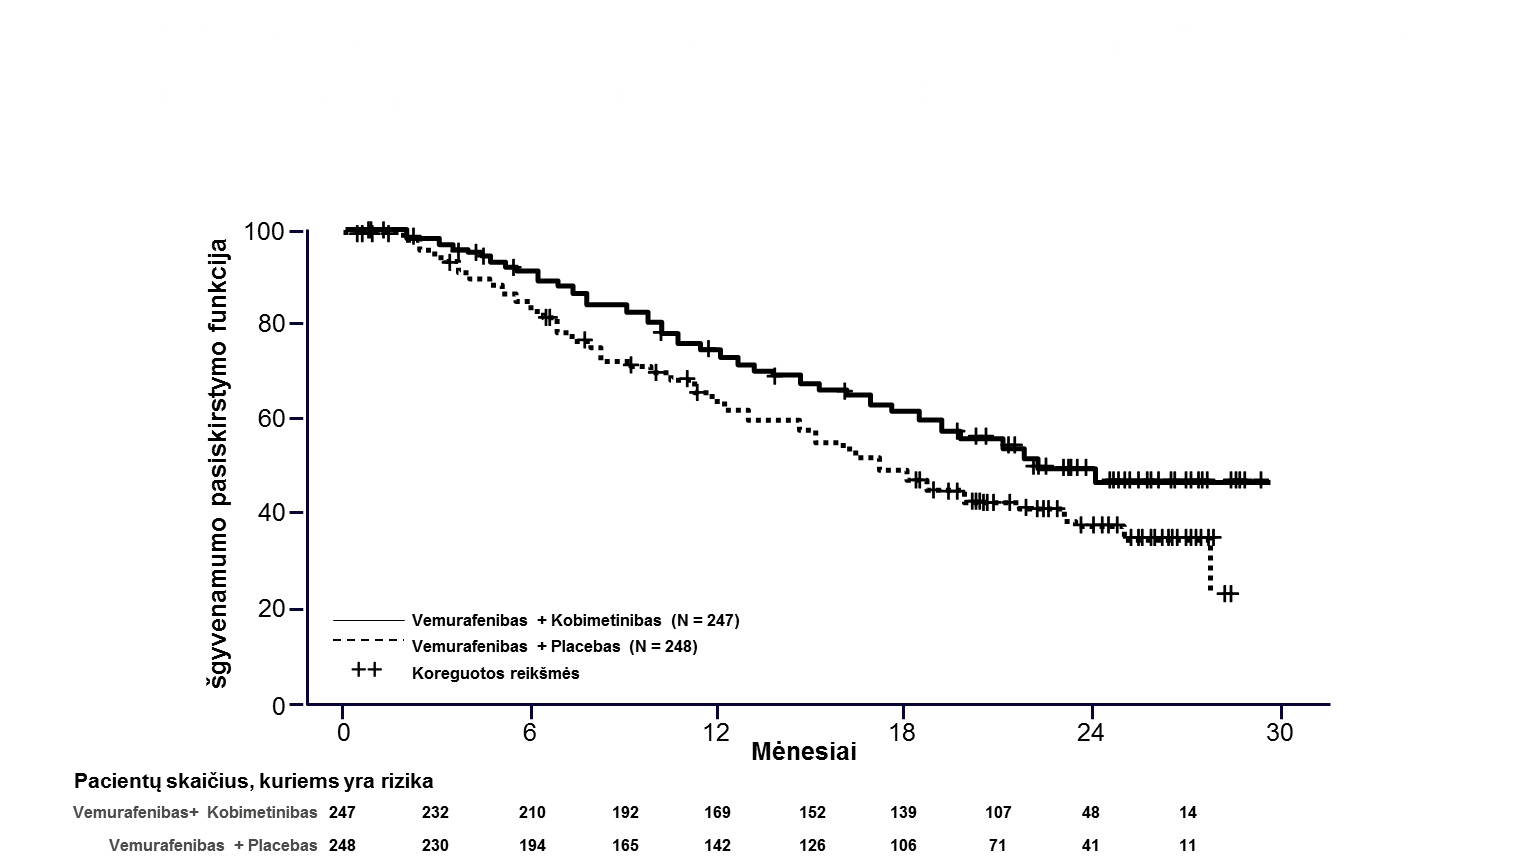 šgyvenamumo pasiskirstymo funkcija
100
80
60
40
20
0
Vemurafenibas + Kobimetinibas (N = 247)
Vemurafenibas + Placebas (N = 248)
Koreguotos reikšmės
0 6 12 18 24 30
Mėnesiai
Pacientų skaičius, kuriems yra rizika
Vemurafenibas+ Kobimetinibas 247 232 210 192 169 152 139 107 48 14
Vemurafenibas + Placebas 248 230 194 165 142 126 106 71 41 11